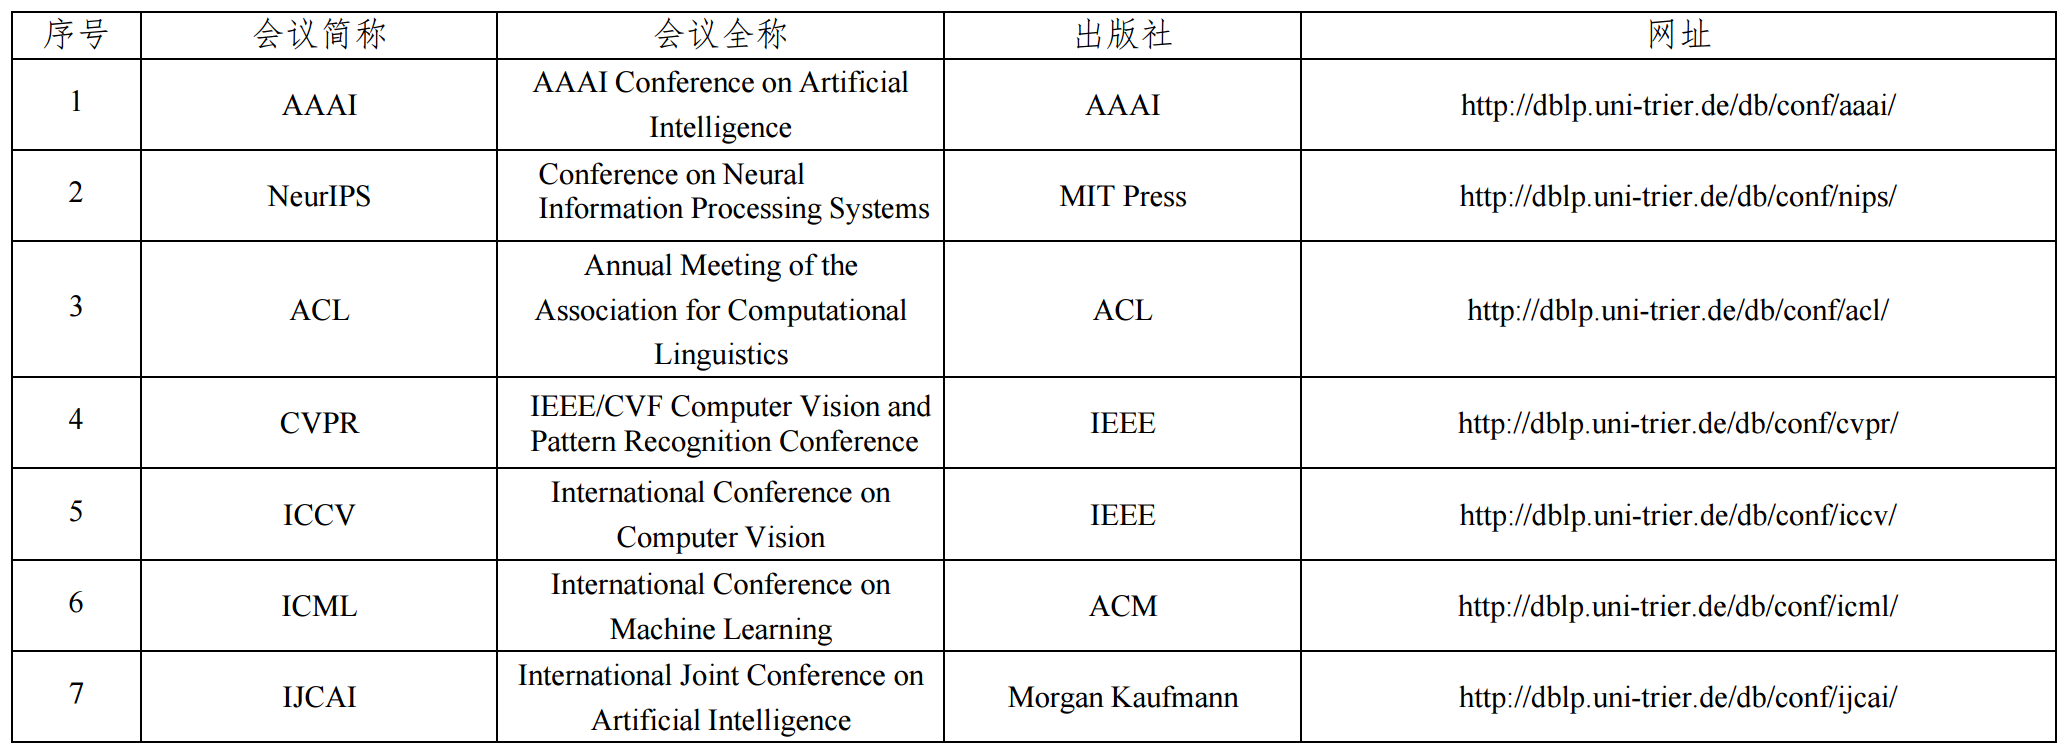 序号 会议简称 会议全称 出版社 网址
1 AAAI AAAI Conference on Artificial
Intelligence AAAI http://dblp.uni-trier.de/db/conf/aaai/
2 NeurIPS Conference on Neural
Information Processing Systems MIT Press http://dblp.uni-trier.de/db/conf/nips/
3 ACL Annual Meeting of the
Association for Computational
Linguistics ACL http://dblp.uni-trier.de/db/conf/acl/
4 CVPR IEEE/CVF Computer Vision and
Pattern Recognition Conference IEEE http://dblp.uni-trier.de/db/conf/cvpr/
5 ICCV International Conference on
Computer Vision IEEE http://dblp.uni-trier.de/db/conf/iccv/
6 ICML International Conference on
Machine Learning ACM http://dblp.uni-trier.de/db/conf/icml/
7 IJCAI International Joint Conference on
Artificial Intelligence Morgan Kaufmann http://dblp.uni-trier.de/db/conf/ijcai/